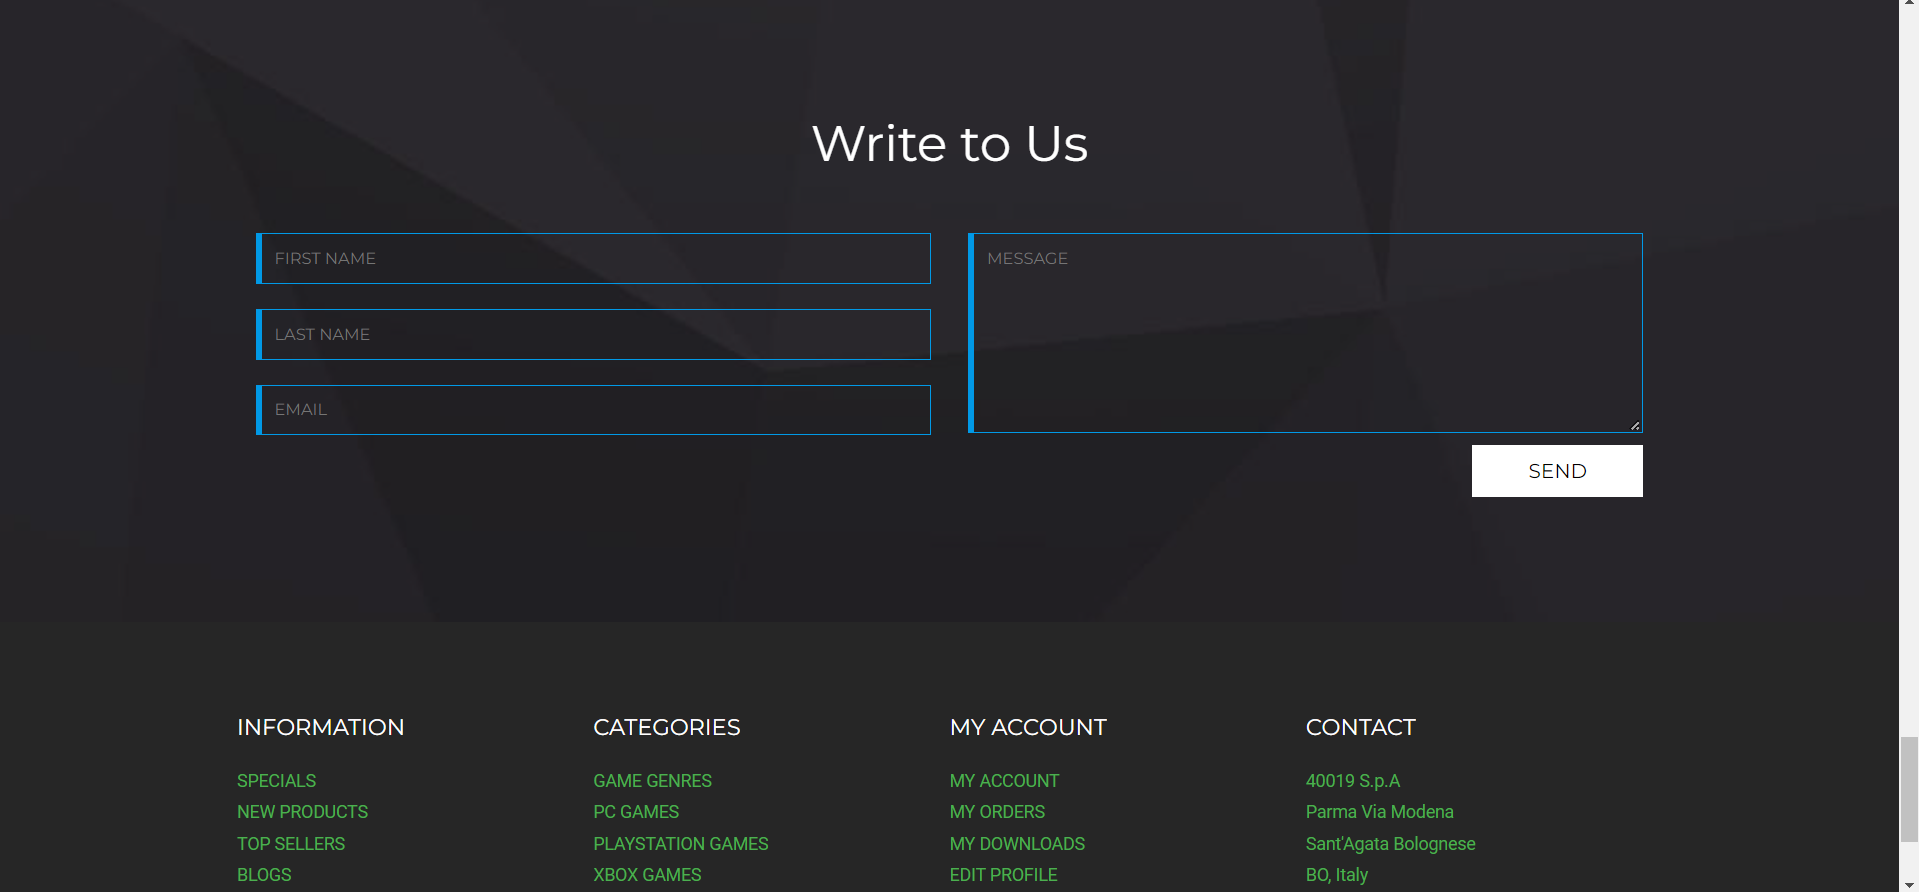 Write to Us
FIRST NAME
LAST NAME
EMAIL
MESSAGE
SEND
INFORMATION
SPECIALS
NEW PRODUCTS
TOP SELLERS
BLOGS
CATEGORIES
GAME GENRES
PC GAMES
PLAYSTATION GAMES
XBOX GAMES
MY ACCOUNT
MY ACCOUNT
MY ORDERS
MY DOWNLOADS
EDIT PROFILE
CONTACT
40019 S.p.A
Parma Via Modena
Sant'Agata Bolognese
BO, Italy